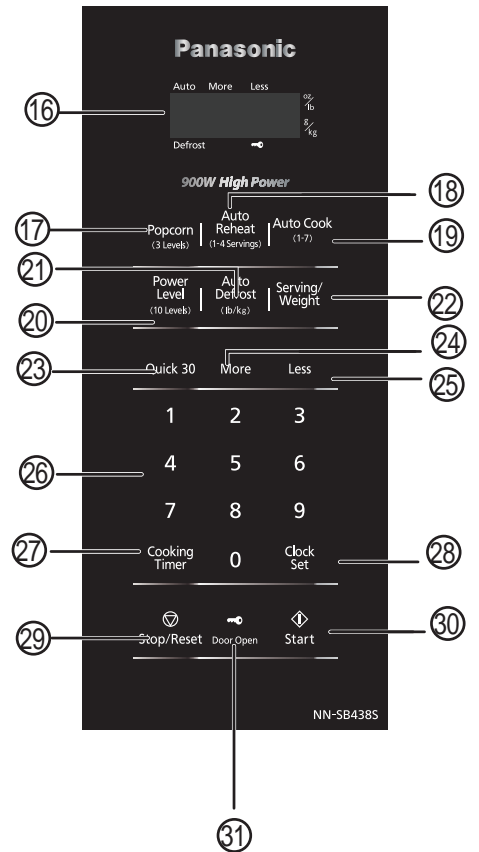 Panasonic
Auto More Less
oz/lb
16
g/kg
Defrost
900W High Power
18
17
Popcorn
(3 Levels)
Auto
Reheat
(1-4 Servings)
Auto Cook
(1-7)
19
21
Power
Level
(10 Levels)
Auto
Defrost
(lb/kg)
Serving/
Weight
22
20
24
23
Quick 30 More Less
25
1 2 3
26
4 5 6
7 8 9
27
Cooking
Timer
0
Clock
Set
28
29
Stop/Reset
Door Open
Start
30
NN-SB438S
31